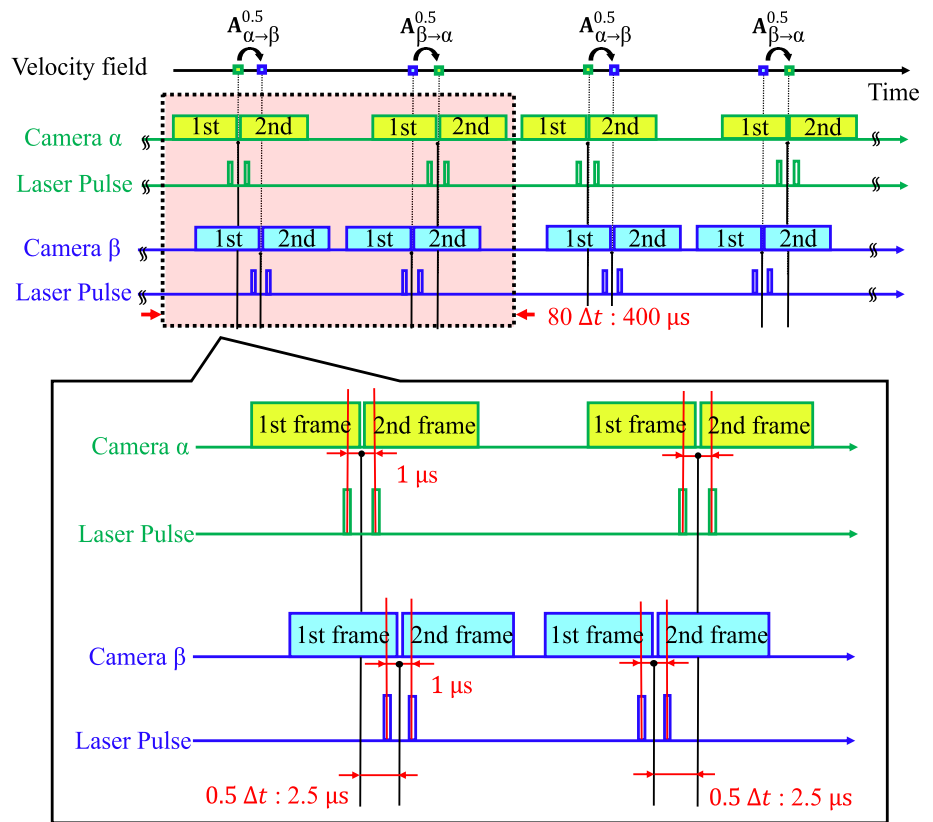 A^0.5_α→β A^0.5_β→α A^0.5_α→β A^0.5_β→α
Velocity field
Time
1st 2nd 1st 2nd 1st 2nd 1st 2nd
Camera α
Laser Pulse
1st 2nd 1st 2nd 1st 2nd 1st 2nd
Camera β
Laser Pulse
80 Δt : 400 μs
1st frame 2nd frame 1st frame 2nd frame
Camera α
1 μs
Laser Pulse
1st frame 2nd frame 1st frame 2nd frame
Camera β
1 μs
Laser Pulse
0.5 Δt : 2.5 μs 0.5 Δt : 2.5 μs